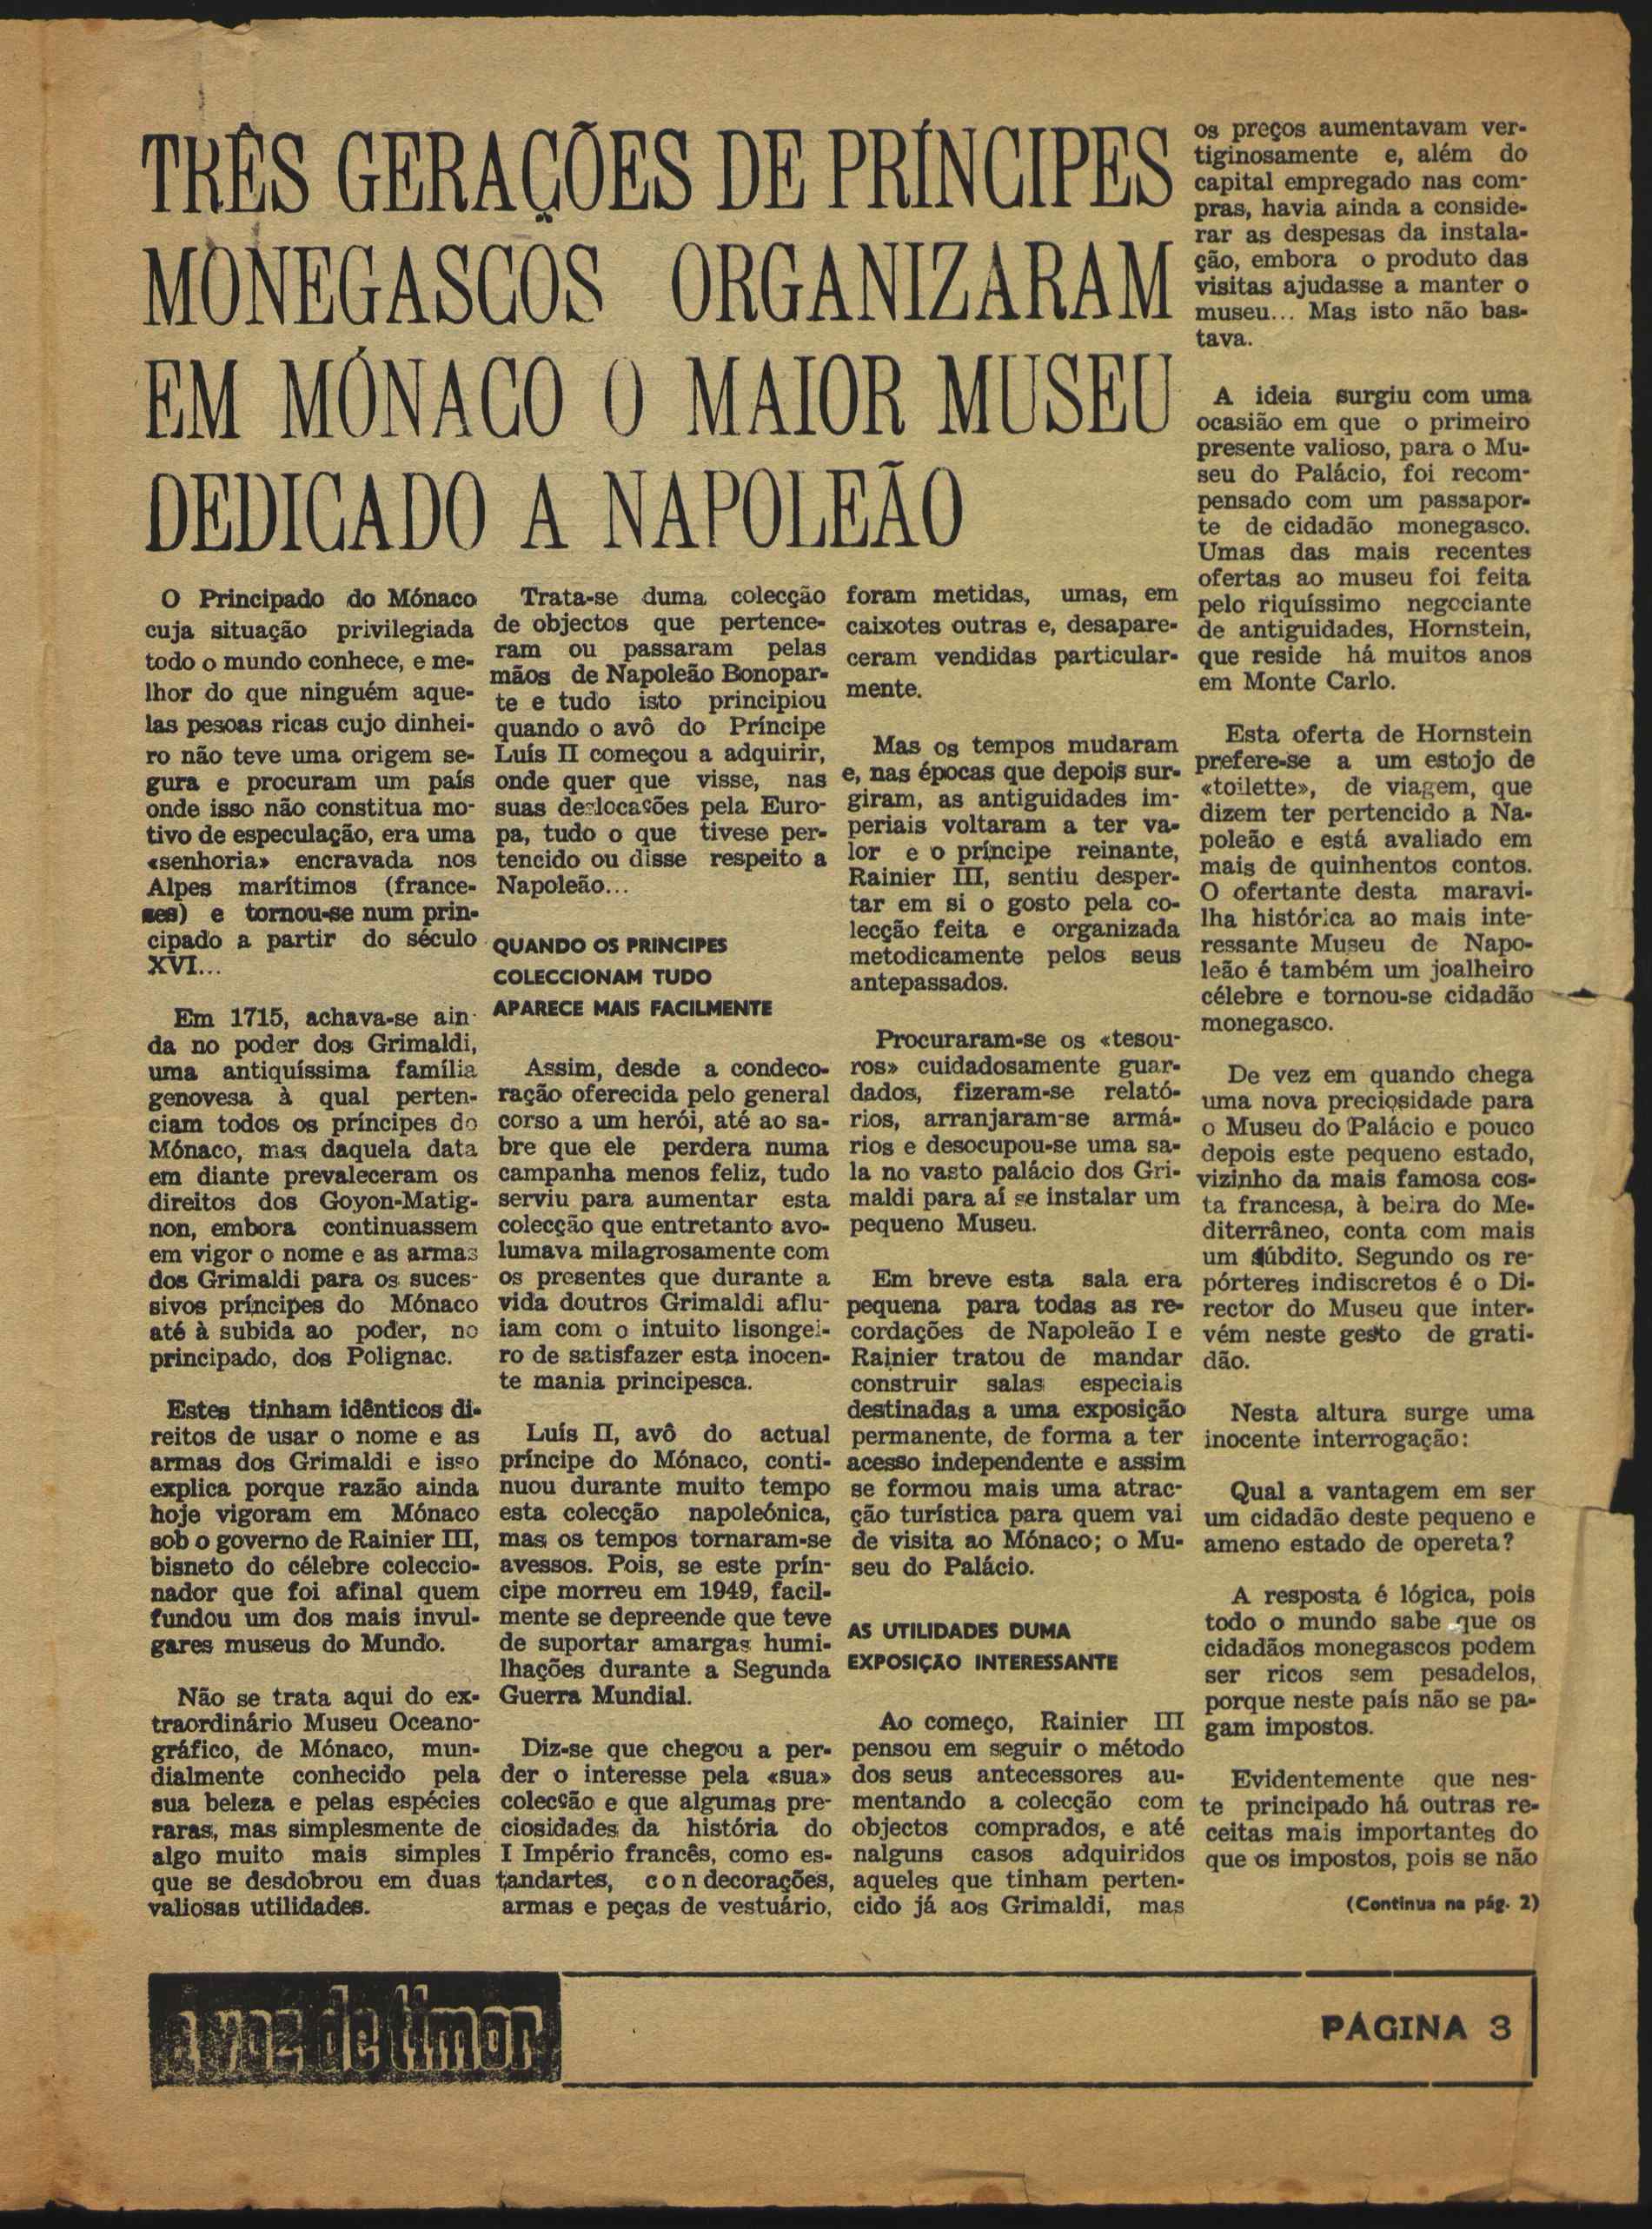 TRÊS GERAÇÕES DE PRÍNCIPES
MONEGASCOS ORGANIZARAM
EM MÓNACO O MAIOR MUSEU
DEDICADO A NAPOLEÃO
O Principado do Mónaco
cuja situação privilegiada
todo o mundo conhece, e me-
lhor do que ninguém aque-
las pesoas ricas cujo dinhei-
ro não teve uma origem se-
gura e procuram um país
onde isso não constitua mo-
tivo de especulação, era uma
«senhoria» encravada nos
Alpes marítimos (france-
ses) e tornou-se num prin-
cipado a partir do século
XVI...
Em 1715, achava-se ain-
da no poder dos Grimaldi,
uma antiquíssima família
genovesa à qual perten-
ciam todos os príncipes do
Mónaco, mas daquela data
em diante prevaleceram os
direitos dos Goyon-Matig-
non, embora continuassem
em vigor o nome e as armas
dos Grimaldi para os suces-
sivos príncipes do Mónaco
até à subida ao poder, no
principado, dos Polignac.
Estes tinham idênticos di-
reitos de usar o nome e as
armas dos Grimaldi e isso
explica porque razão ainda
hoje vigoram em Mónaco
sob o governo de Rainier III,
bisneto do célebre coleccio-
nador que foi afinal quem
fundou um dos mais invul-
gares museus do Mundo.
Não se trata aqui do ex-
traordinário Museu Oceano-
gráfico, de Mónaco, mun-
dialmente conhecido pela
sua beleza e pelas espécies
raras, mas simplesmente de
algo muito mais simples
que se desdobrou em duas
valiosas utilidades.
Trata-se duma colecção
de objectos que pertence-
ram ou passaram pelas
mãos de Napoleão Bonopar-
te e tudo isto principiou
quando o avô do Príncipe
Luís II começou a adquirir,
onde quer que visse, nas
suas deslocações pela Euro-
pa, tudo o que tivese per-
tencido ou disse respeito a
Napoleão...
QUANDO OS PRINCIPES
COLECCIONAM TUDO
APARECE MAIS FACILMENTE
Assim, desde a condeco-
ração oferecida pelo general
corso a um herói, até ao sa-
bre que ele perdera numa
campanha menos feliz, tudo
serviu para aumentar esta
colecção que entretanto avo-
lumava milagrosamente com
os presentes que durante a
vida doutros Grimaldi aflu-
iam com o intuito lisongei-
ro de satisfazer esta inocen-
te mania principesca.
Luís II, avô do actual
príncipe do Mónaco, conti-
nuou durante muito tempo
esta colecção napoleónica,
mas os tempos tornaram-se
avessos. Pois, se este prín-
cipe morreu em 1949, facil-
mente se depreende que teve
de suportar amargas humi-
lhações durante a Segunda
Guerra Mundial.
Diz-se que chegou a per-
der o interesse pela «sua»
colecção e que algumas pre-
ciosidades da história do
I Império francês, como es-
tandartes, condecorações,
armas e peças de vestuário,
foram metidas, umas, em
caixotes outras e, desapare-
ceram vendidas particular-
mente.
Mas os tempos mudaram
e, nas épocas que depois sur-
giram, as antiguidades im-
periais voltaram a ter va-
lor e o príncipe reinante,
Rainier III, sentiu desper-
tar em si o gosto pela co-
lecção feita e organizada
metodicamente pelos seus
antepassados.
Procuraram-se os «tesou-
ros» cuidadosamente guar-
dados, fizeram-se relató-
rios, arranjaram-se armá-
rios e desocupou-se uma sa-
la no vasto palácio dos Gri-
maldi para aí se instalar um
pequeno Museu.
Em breve esta sala era
pequena para todas as re-
cordações de Napoleão I e
Rainier tratou de mandar
construir salas especiais
destinadas a uma exposição
permanente, de forma a ter
acesso independente e assim
se formou mais uma atrac-
ção turística para quem vai
de visita ao Mónaco; o Mu-
seu do Palácio.
AS UTILIDADES DUMA
EXPOSIÇÃO INTERESSANTE
Ao começo, Rainier III
pensou em seguir o método
dos seus antecessores au-
mentando a colecção com
objectos comprados, e até
nalguns casos adquiridos
aqueles que tinham perten-
cido já aos Grimaldi, mas
os preços aumentavam ver-
tiginosamente e, além do
capital empregado nas com-
pras, havia ainda a conside-
rar as despesas da instala-
ção, embora o produto das
visitas ajudasse a manter o
museu... Mas isto não bas-
tava.
A ideia surgiu com uma
ocasião em que o primeiro
presente valioso, para o Mu-
seu do Palácio, foi recom-
pensado com um passapor-
te de cidadão monegasco.
Umas das mais recentes
ofertas ao museu foi feita
pelo riquíssimo negociante
de antiguidades, Hornstein,
que reside há muitos anos
em Monte Carlo.
Esta oferta de Hornstein
prefere-se a um estojo de
«toilette», de viagem, que
dizem ter pertencido a Na-
poleão e está avaliado em
mais de quinhentos contos.
O ofertante desta maravi-
lha histórica ao mais inte-
ressante Museu de Napo-
leão é também um joalheiro
célebre e tornou-se cidadão
monegasco.
De vez em quando chega
uma nova preciosidade para
o Museu do Palácio e pouco
depois este pequeno estado,
vizinho da mais famosa cos-
ta francesa, à beira do Me-
diterrâneo, conta com mais
um súbdito. Segundo os re-
pórteres indiscretos é o Di-
rector do Museu que inter-
vém neste gesto de grati-
dão.
Nesta altura surge uma
inocente interrogação:
Qual a vantagem em ser
um cidadão deste pequeno e
ameno estado de opereta?
A resposta é lógica, pois
todo o mundo sabe que os
cidadãos monegascos podem
ser ricos sem pesadelos,
porque neste país não se pa-
gam impostos.
Evidentemente que nes-
te principado há outras re-
ceitas mais importantes do
que os impostos, pois se não
(Continua na pág. 2)
a voz de timor
PÁGINA 3